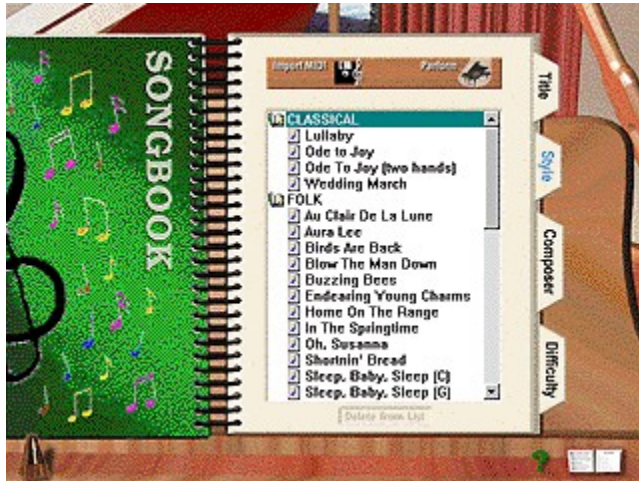 SONGBOOK
Import MIDI
Perform
CLASSICAL
Lullaby
Ode to Joy
Ode To Joy (two hands)
Wedding March
FOLK
Au Clair De La Lune
Aura Lee
Birds Are Back
Blow The Man Down
Buzzing Bees
Endearing Young Charms
Home On The Range
In The Springtime
Oh, Susanna
Shortnin' Bread
Sleep, Baby, Sleep (C)
Sleep, Baby, Sleep (G)
Delete from List
Title
Style
Composer
Difficulty
?